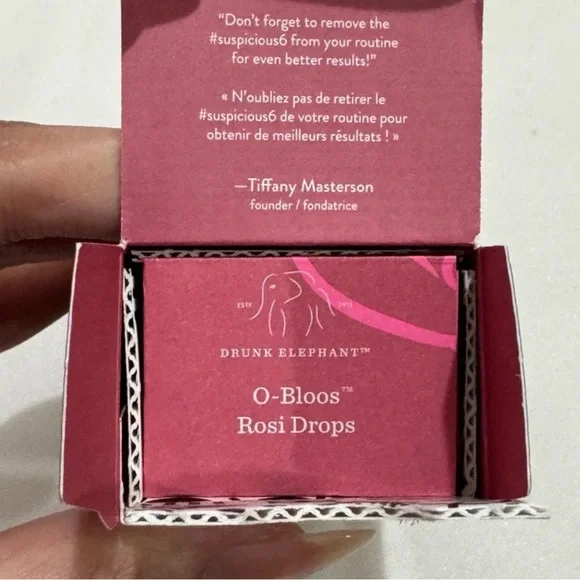 “Don’t forget to remove the
#suspicious6 from your routine
for even better results!”
« N’oubliez pas de retirer le
#suspicious6 de votre routine pour
obtenir de meilleurs résultats ! »
—Tiffany Masterson
founder / fondatrice
ESTD 2012
DRUNK ELEPHANT™
O-Bloos™
Rosi Drops